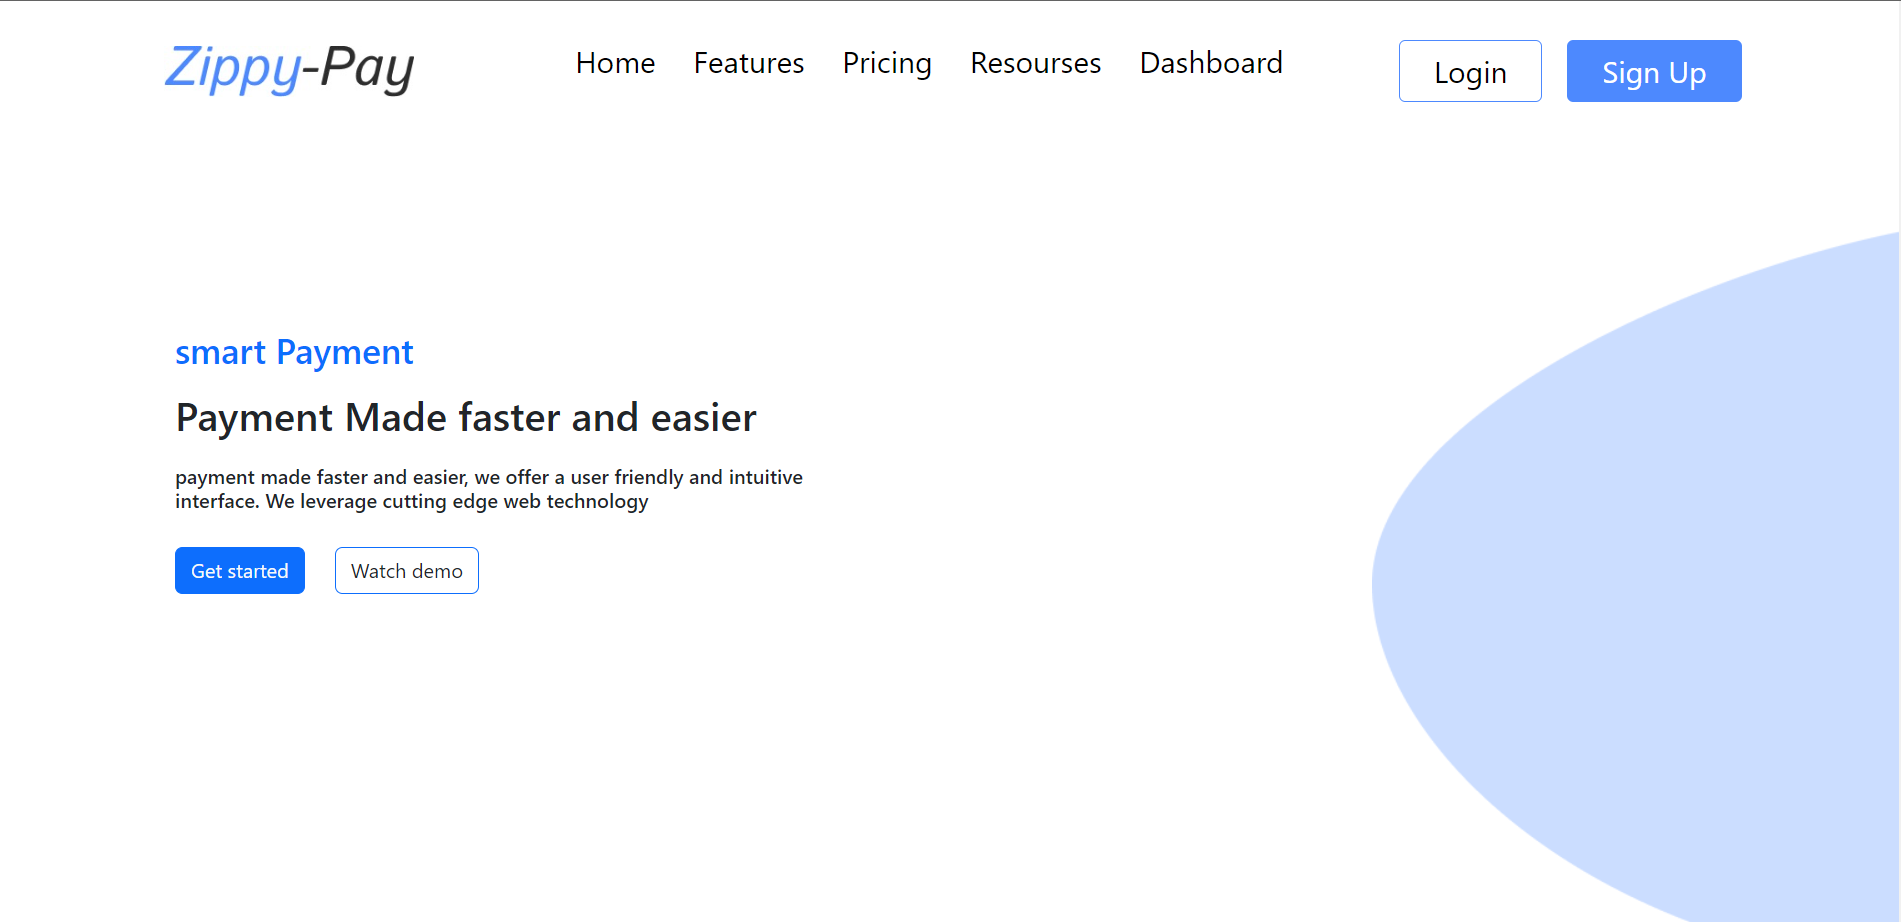 Zippy-Pay
Home Features Pricing Resourses Dashboard
Login
Sign Up
smart Payment
Payment Made faster and easier
payment made faster and easier, we offer a user friendly and intuitive
interface. We leverage cutting edge web technology
Get started
Watch demo